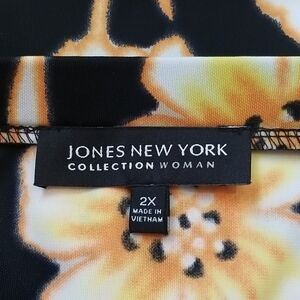 JONES NEW YORK
COLLECTION WOMAN
2X
MADE IN
VIETNAM